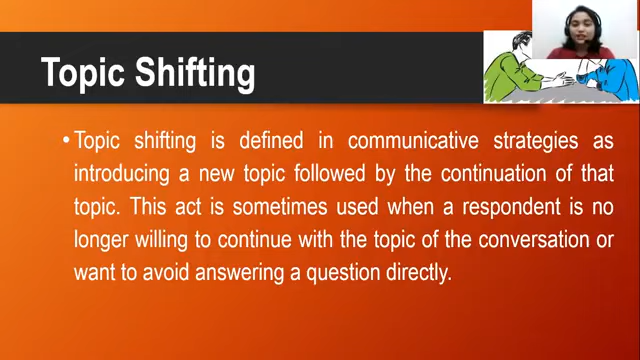 Topic Shifting
• Topic shifting is defined in communicative strategies as
introducing a new topic followed by the continuation of that
topic. This act is sometimes used when a respondent is no
longer willing to continue with the topic of the conversation or
want to avoid answering a question directly.